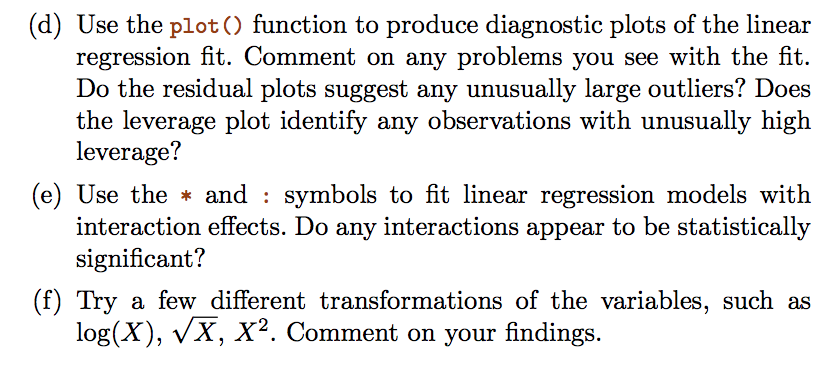 (d) Use the plot() function to produce diagnostic plots of the linear
regression fit. Comment on any problems you see with the fit.
Do the residual plots suggest any unusually large outliers? Does
the leverage plot identify any observations with unusually high
leverage?
(e) Use the * and : symbols to fit linear regression models with
interaction effects. Do any interactions appear to be statistically
significant?
(f) Try a few different transformations of the variables, such as
log(X), √X, X². Comment on your findings.